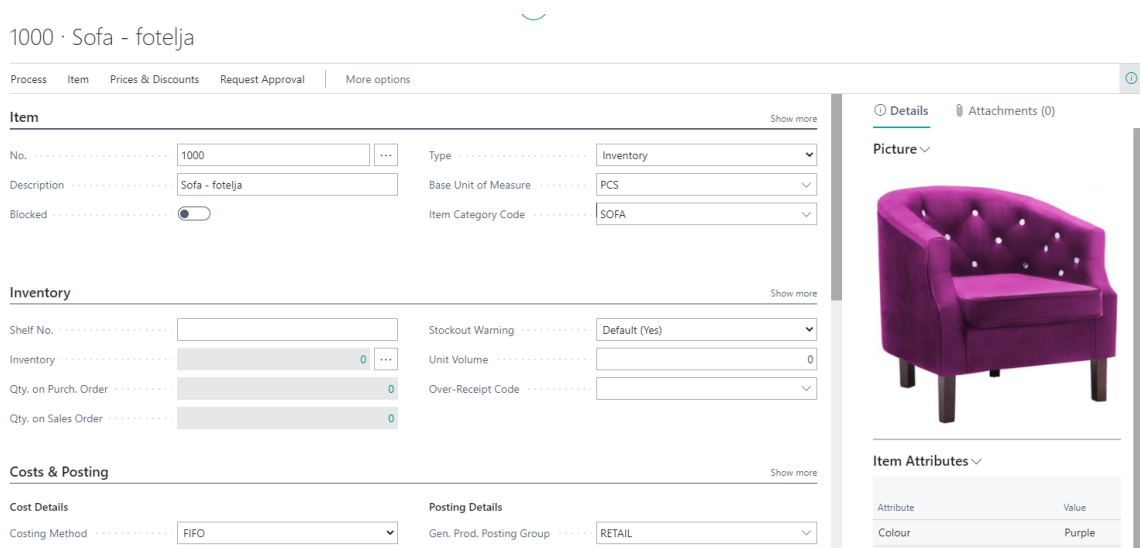 1000 · Sofa - fotelja
Process Item Prices & Discounts Request Approval More options
Item Show more
No. 1000 ...
Description Sofa - fotelja
Blocked
Type Inventory
Base Unit of Measure PCS
Item Category Code SOFA
Inventory Show more
Shelf No.
Inventory 0 ...
Qty. on Purch. Order 0
Qty. on Sales Order 0
Stockout Warning Default (Yes)
Unit Volume 0
Over-Receipt Code
Costs & Posting Show more
Cost Details
Costing Method FIFO
Posting Details
Gen. Prod. Posting Group RETAIL
Details Attachments (0)
Picture
Item Attributes
Attribute Value
Colour Purple